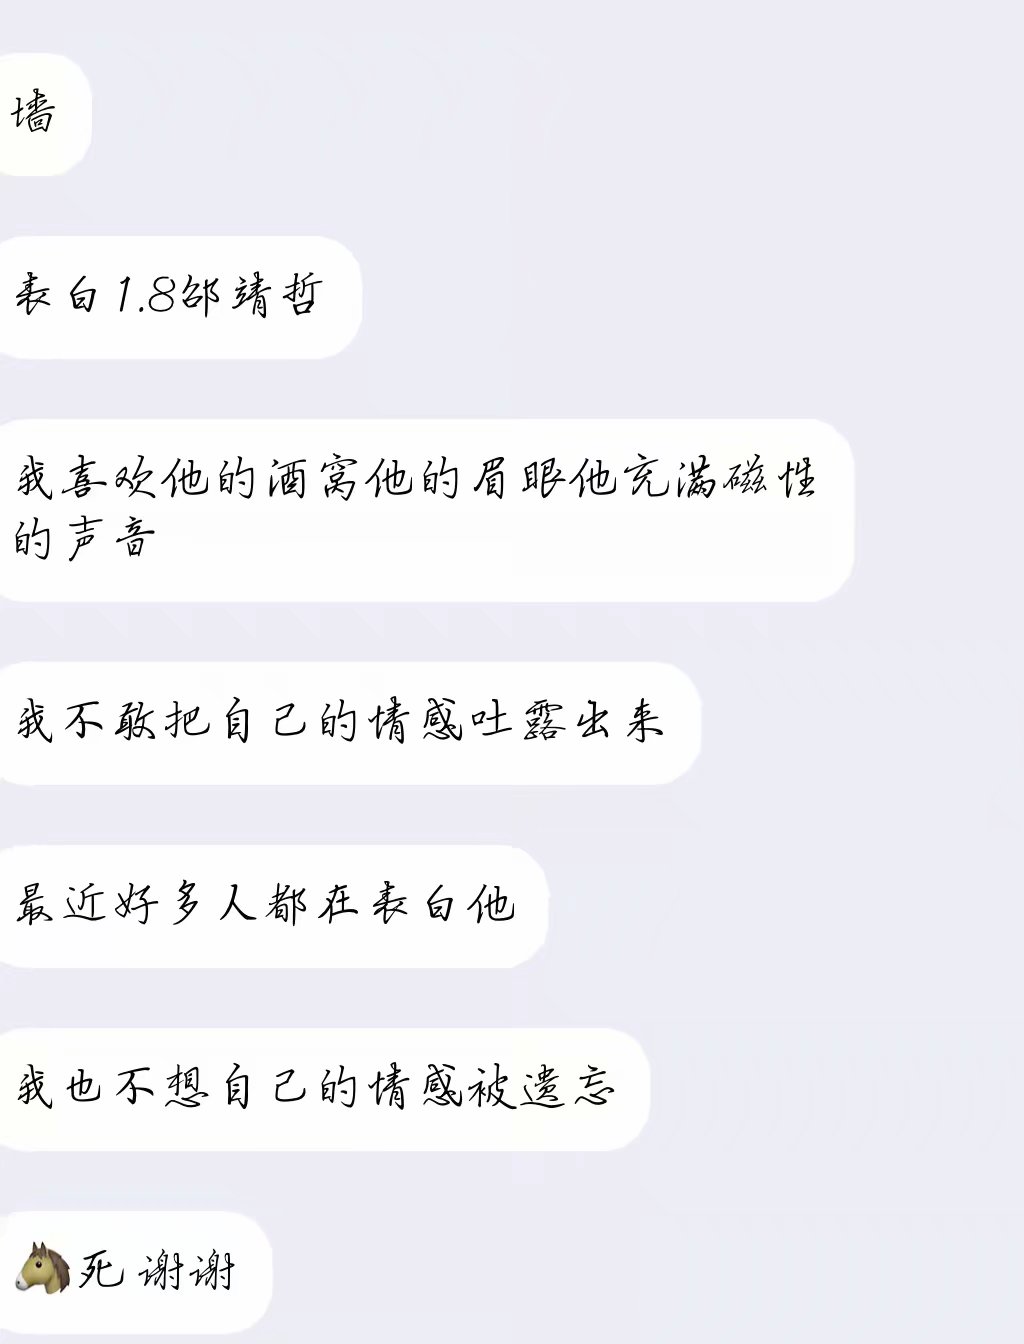 墙
表白1.8邵靖哲
我喜欢他的酒窝他的眉眼他充满磁性
的声音
我不敢把自己的情感吐露出来
最近好多人都在表白他
我也不想自己的情感被遗忘
🐴死 谢谢